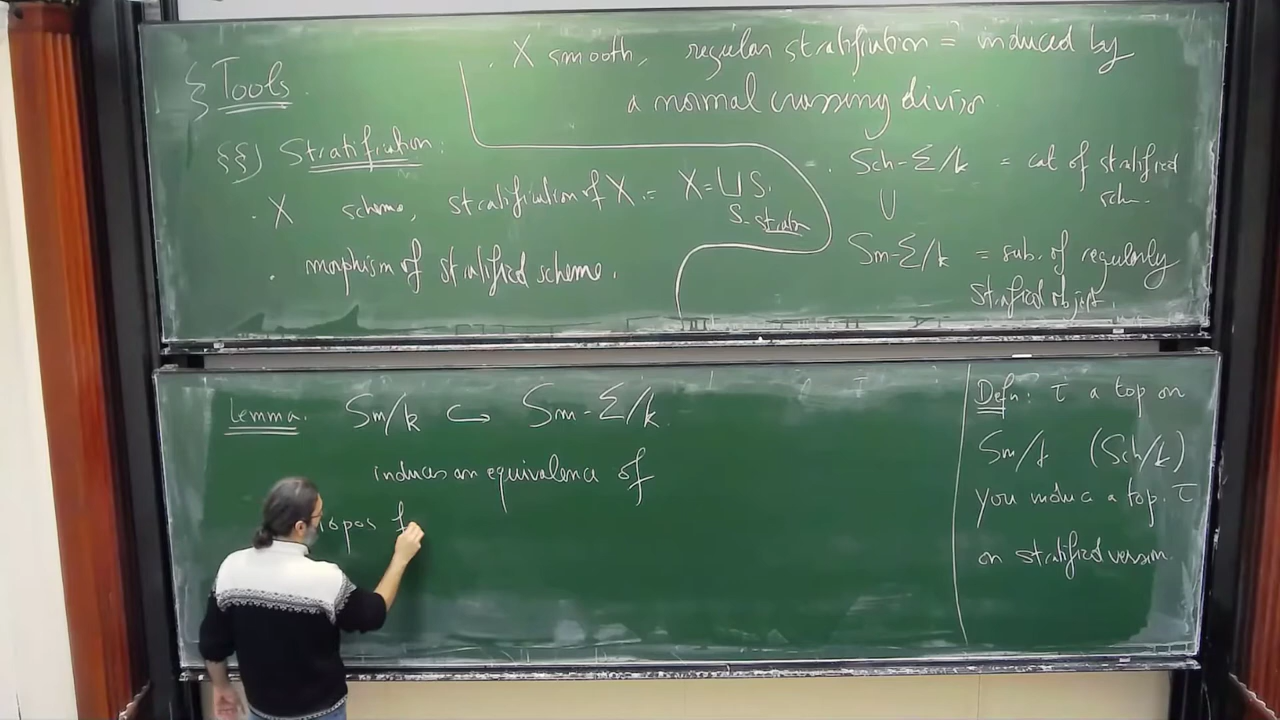 § Tools
§§) Stratification:
. X scheme, stratification of X = X = ⊔ S.
S-strata
. morphism of stratified scheme.
. X smooth, regular stratification = induced by
a normal crossing divisor.
. Sch-Σ/k = cat of stratified
sch.
∪
Sm-Σ/k = sub. of regularly
stratified object.
Lemma. Sm/k ↪ Sm-Σ/k
induces an equivalence of
topos f
Defn: τ a top on
Sm/k (Sch/k)
you induce a top. τ
on stratified version.